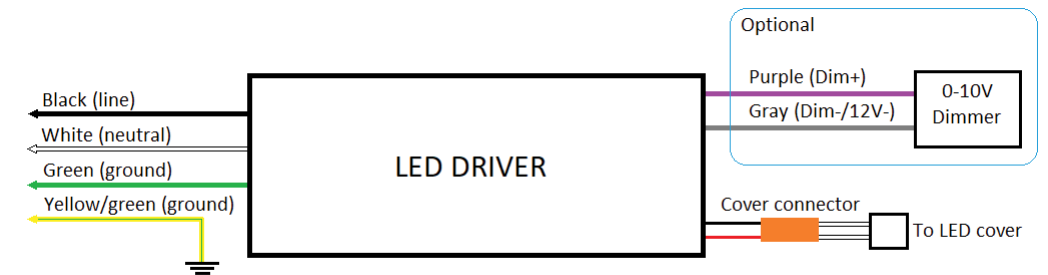 Optional
Purple (Dim+)
Black (line)
0-10V
Dimmer
Gray (Dim-/12V-)
White (neutral)
LED DRIVER
Green (ground)
Yellow/green (ground)
Cover connector
To LED cover